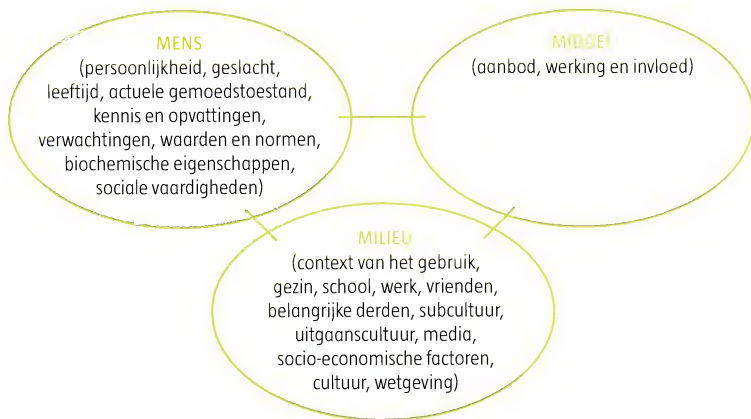 MENS
(persoonlijkheid, geslacht,
leeftijd, actuele gemoedstoestand,
kennis en opvattingen,
verwachtingen, waarden en normen,
biochemische eigenschappen,
sociale vaardigheden)
MIDDEL
(aanbod, werking en invloed)
MILIEU
(context van het gebruik,
gezin, school, werk, vrienden,
belangrijke derden, subcultuur,
uitgaanscultuur, media,
socio-economische factoren,
cultuur, wetgeving)